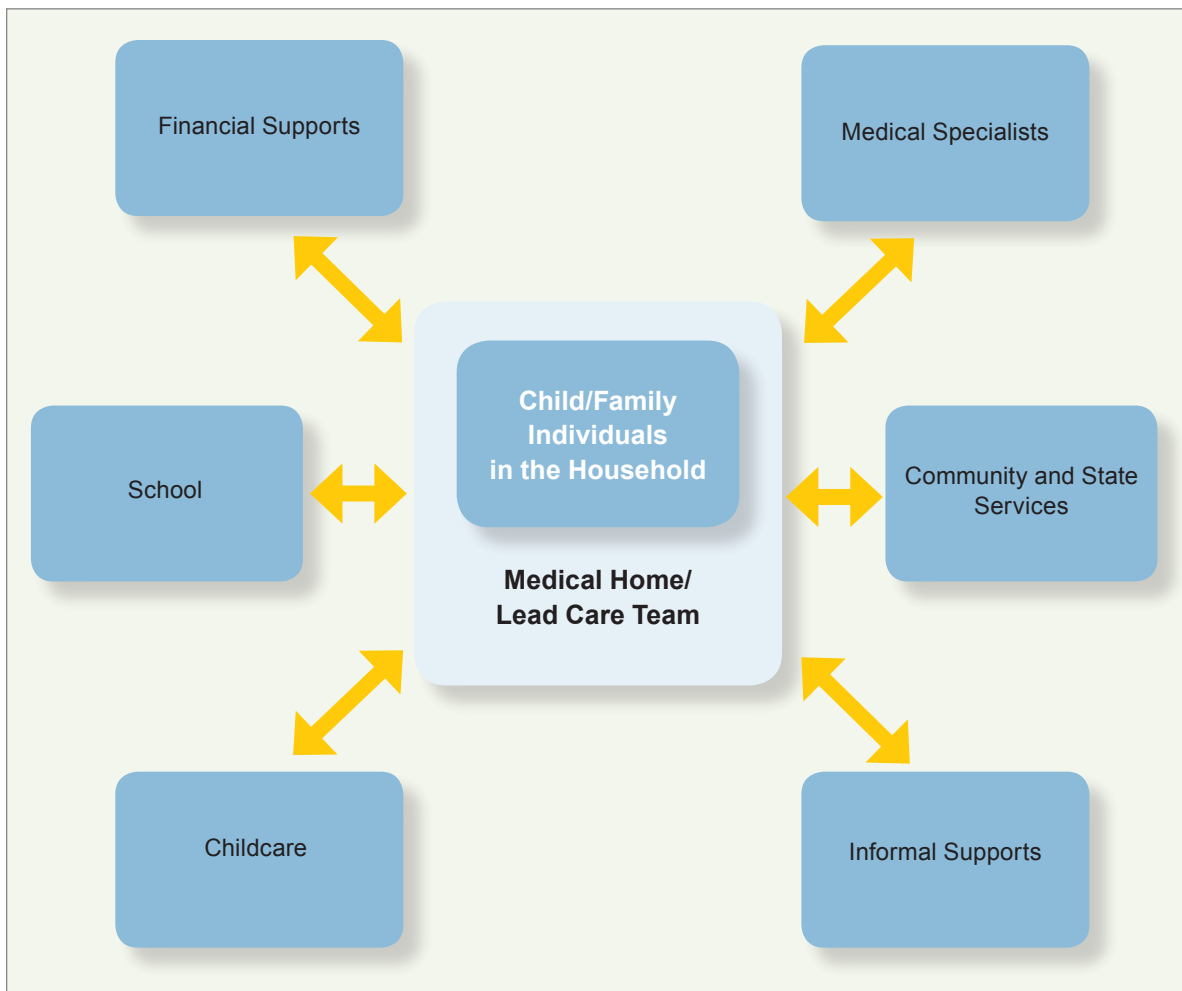 Financial Supports
Medical Specialists
Child/Family
Individuals
in the Household
School
Community and State
Services
Medical Home/
Lead Care Team
Childcare
Informal Supports